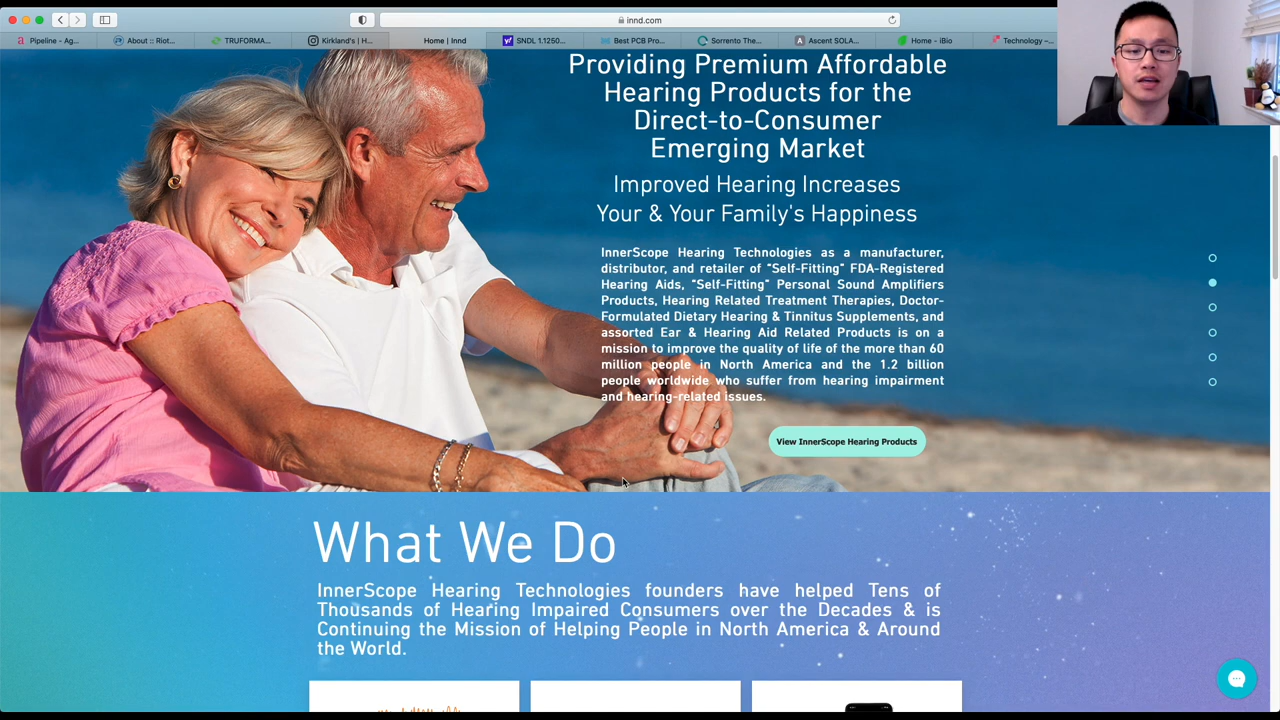 innd.com
Pipeline - Ag...
About :: Riot...
TRUFORMA...
Kirkland's | H...
Home | Innd
SNDL 1.1250...
Best PCB Pro...
Sorrento The...
Ascent SOLA...
Home - iBio
Technology –...
Providing Premium Affordable
Hearing Products for the
Direct-to-Consumer
Emerging Market
Improved Hearing Increases
Your & Your Family's Happiness
InnerScope Hearing Technologies as a manufacturer,
distributor, and retailer of "Self-Fitting" FDA-Registered
Hearing Aids, "Self-Fitting" Personal Sound Amplifiers
Products, Hearing Related Treatment Therapies, Doctor-
Formulated Dietary Hearing & Tinnitus Supplements, and
assorted Ear & Hearing Aid Related Products is on a
mission to improve the quality of life of the more than 60
million people in North America and the 1.2 billion
people worldwide who suffer from hearing impairment
and hearing-related issues.
View InnerScope Hearing Products
What We Do
InnerScope Hearing Technologies founders have helped Tens of
Thousands of Hearing Impaired Consumers over the Decades & is
Continuing the Mission of Helping People in North America & Around
the World.